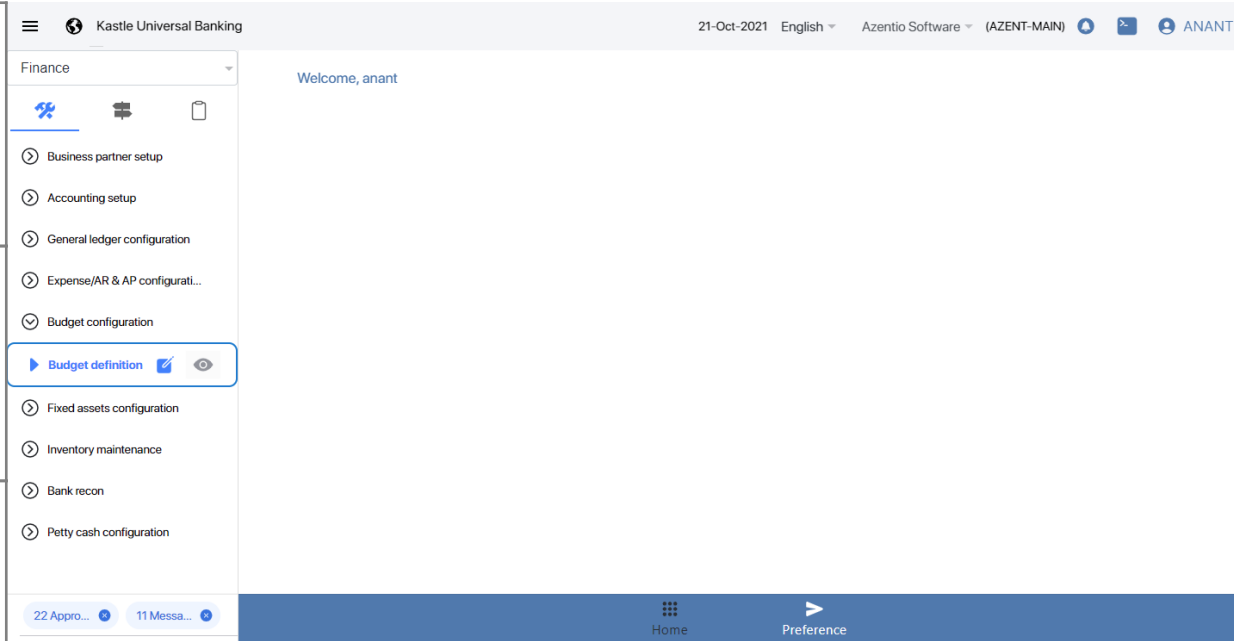 Kastle Universal Banking
21-Oct-2021 English Azentio Software (AZENT-MAIN) ANANT
Finance
Welcome, anant
Business partner setup
Accounting setup
General ledger configuration
Expense/AR & AP configurati...
Budget configuration
Budget definition
Fixed assets configuration
Inventory maintenance
Bank recon
Petty cash configuration
22 Appro... 11 Messa...
Home Preference